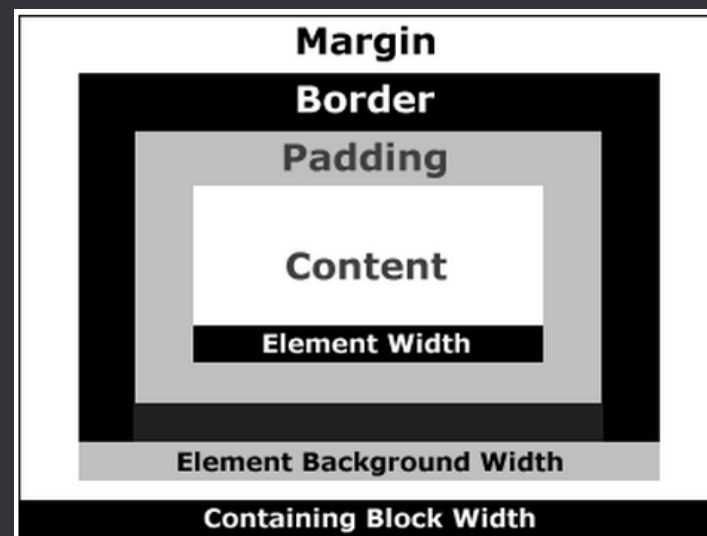 Margin
Border
Padding
Content
Element Width
Element Background Width
Containing Block Width